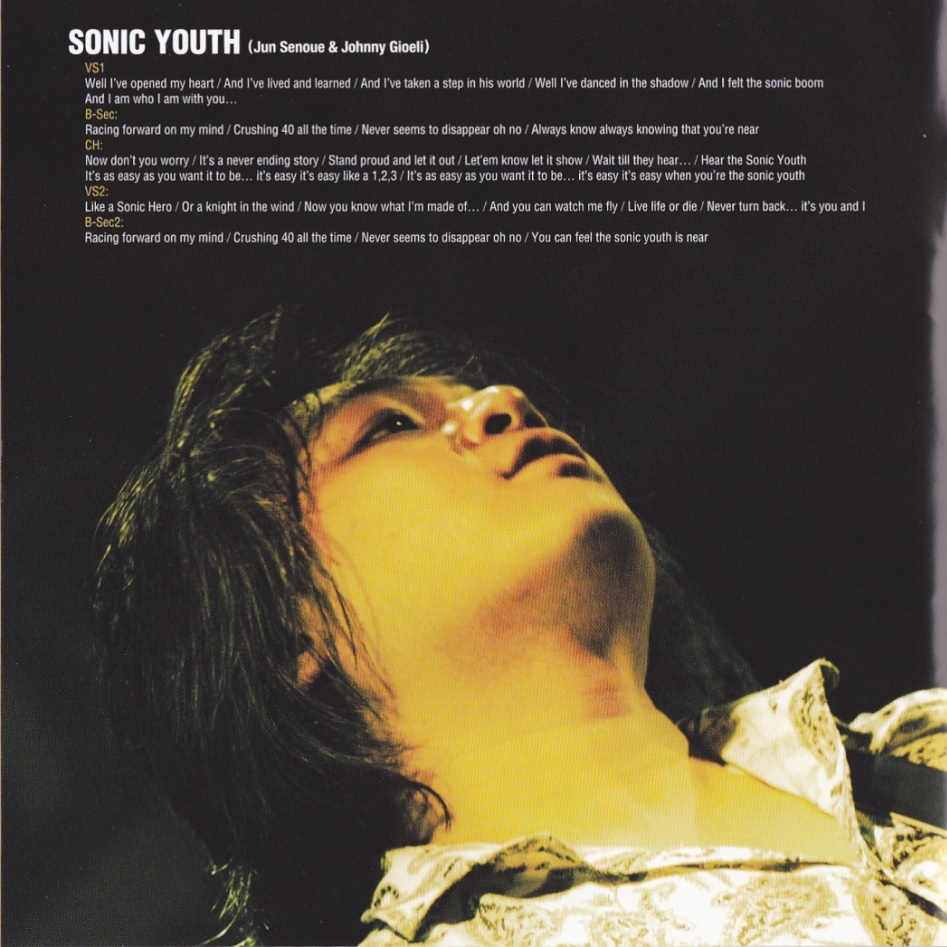 SONIC YOUTH (Jun Senoue & Johnny Gioeli)
VS1
Well I've opened my heart / And I've lived and learned / And I've taken a step in his world / Well I've danced in the shadow / And I felt the sonic boom
And I am who I am with you...
B-Sec:
Racing forward on my mind / Crushing 40 all the time / Never seems to disappear oh no / Always know always knowing that you're near
CH:
Now don't you worry / It's a never ending story / Stand proud and let it out / Let'em know let it show / Wait till they hear... / Hear the Sonic Youth
It's as easy as you want it to be... it's easy it's easy like a 1,2,3 / It's as easy as you want it to be... it's easy it's easy when you're the sonic youth
VS2:
Like a Sonic Hero / Or a knight in the wind / Now you know what I'm made of... / And you can watch me fly / Live life or die / Never turn back... it's you and I
B-Sec2:
Racing forward on my mind / Crushing 40 all the time / Never seems to disappear oh no / You can feel the sonic youth is near